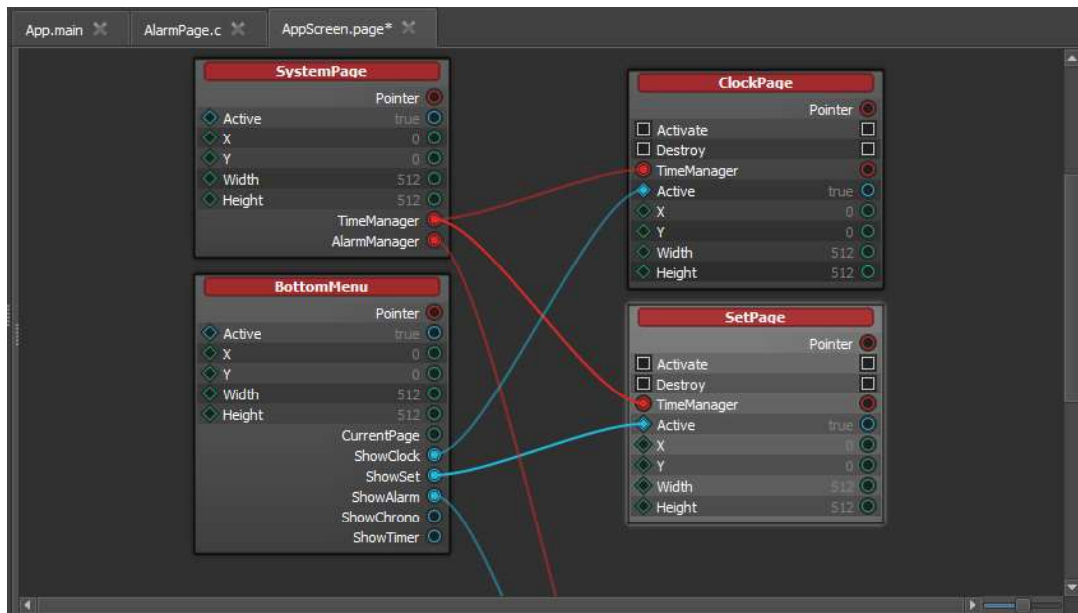 App.main
AlarmPage.c
AppScreen.page*
SystemPage
Pointer
Active true
X 0
Y 0
Width 512
Height 512
TimeManager
AlarmManager
BottomMenu
Pointer
Active true
X 0
Y 0
Width 512
Height 512
CurrentPage
ShowClock
ShowSet
ShowAlarm
ShowChrono
ShowTimer
ClockPage
Pointer
Activate
Destroy
TimeManager
Active true
X 0
Y 0
Width 512
Height 512
SetPage
Pointer
Activate
Destroy
TimeManager
Active true
X 0
Y 0
Width 512
Height 512